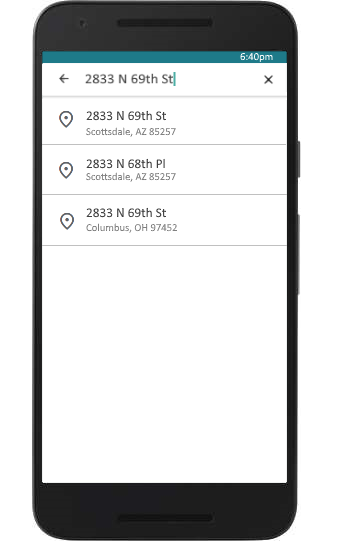 6:40pm
2833 N 69th St
2833 N 69th St
Scottsdale, AZ 85257
2833 N 68th Pl
Scottsdale, AZ 85257
2833 N 69th St
Columbus, OH 97452